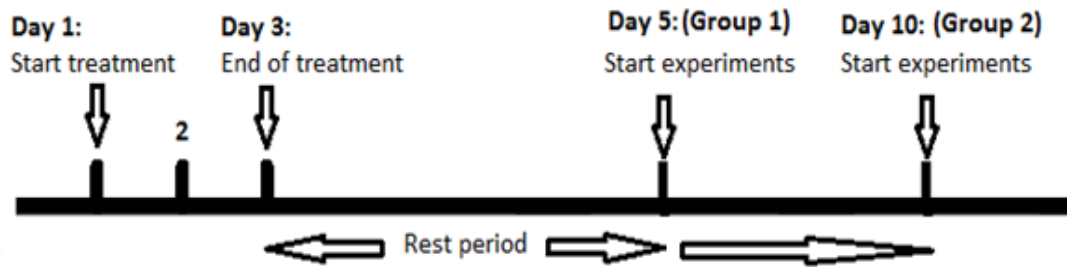 Day 1:
Start treatment
Day 3:
End of treatment
Day 5:(Group 1)
Start experiments
Day 10: (Group 2)
Start experiments
2
Rest period